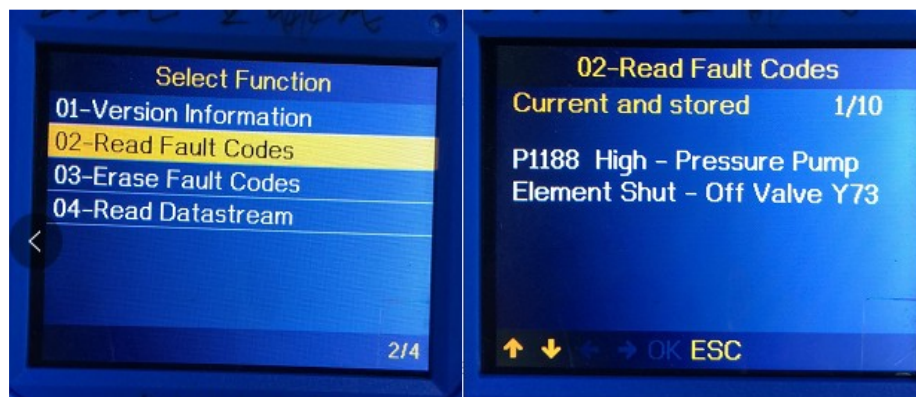 Select Function
01-Version Information
02-Read Fault Codes
03-Erase Fault Codes
04-Read Datastream
2/4
02-Read Fault Codes
Current and stored 1/10
P1188 High - Pressure Pump
Element Shut - Off Valve Y73
OK ESC